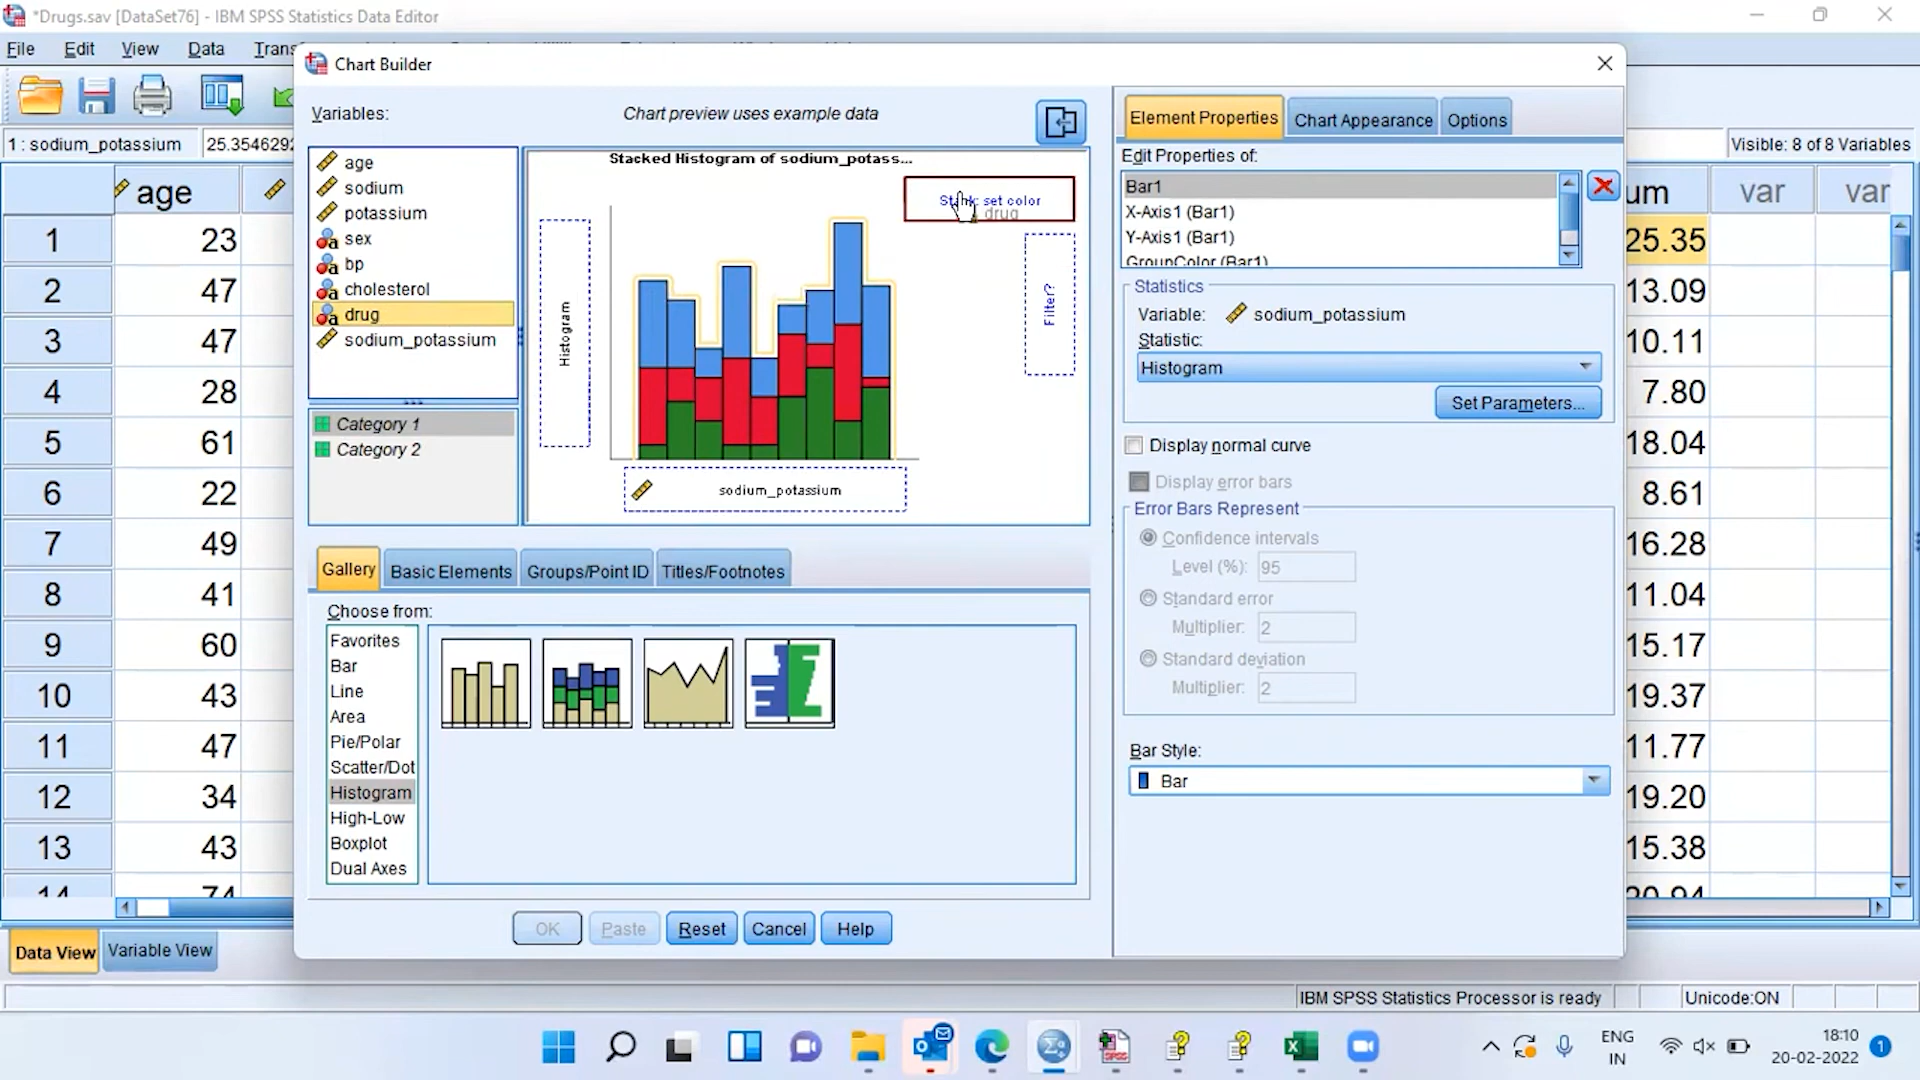 *Drugs.sav [DataSet76] - IBM SPSS Statistics Data Editor
File Edit View Data
Chart Builder
1 : sodium_potassium
Visible: 8 of 8 Variables
age
var
var
1 23 25.35
2 47 13.09
3 47 10.11
4 28 7.80
5 61 18.04
6 22 8.61
7 49 16.28
8 41 11.04
9 60 15.17
10 43 19.37
11 47 11.77
12 34 19.20
13 43 15.38
Variables:
age
sodium
potassium
sex
bp
cholesterol
drug
sodium_potassium
Category 1
Category 2
Chart preview uses example data
Stacked Histogram of sodium_potass...
set color
drug
Filter?
Histogram
sodium_potassium
Gallery Basic Elements Groups/Point ID Titles/Footnotes
Choose from:
Favorites
Bar
Line
Area
Pie/Polar
Scatter/Dot
Histogram
High-Low
Boxplot
Dual Axes
OK Paste Reset Cancel Help
Element Properties Chart Appearance Options
Edit Properties of:
Bar1
X-Axis1 (Bar1)
Y-Axis1 (Bar1)
GroupColor (Bar1)
Statistics
Variable: sodium_potassium
Statistic:
Histogram
Set Parameters...
Display normal curve
Display error bars
Error Bars Represent
Confidence intervals
Level (%): 95
Standard error
Multiplier: 2
Standard deviation
Multiplier: 2
Bar Style:
Bar
Data View Variable View
IBM SPSS Statistics Processor is ready Unicode:ON
ENG
IN
18:10
20-02-2022
1